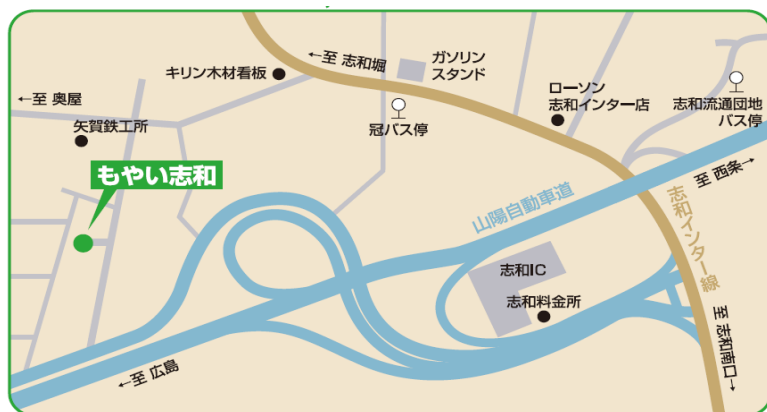 ←至 志和堀
ガソリン
スタンド
キリン木材看板
←至 奥屋
ローソン
志和インター店
志和流通団地
バス停
矢賀鉄工所
冠バス停
もやい志和
至 西条→
山陽自動車道
志和インター線
志和IC
志和料金所
至 志和南口→
←至 広島